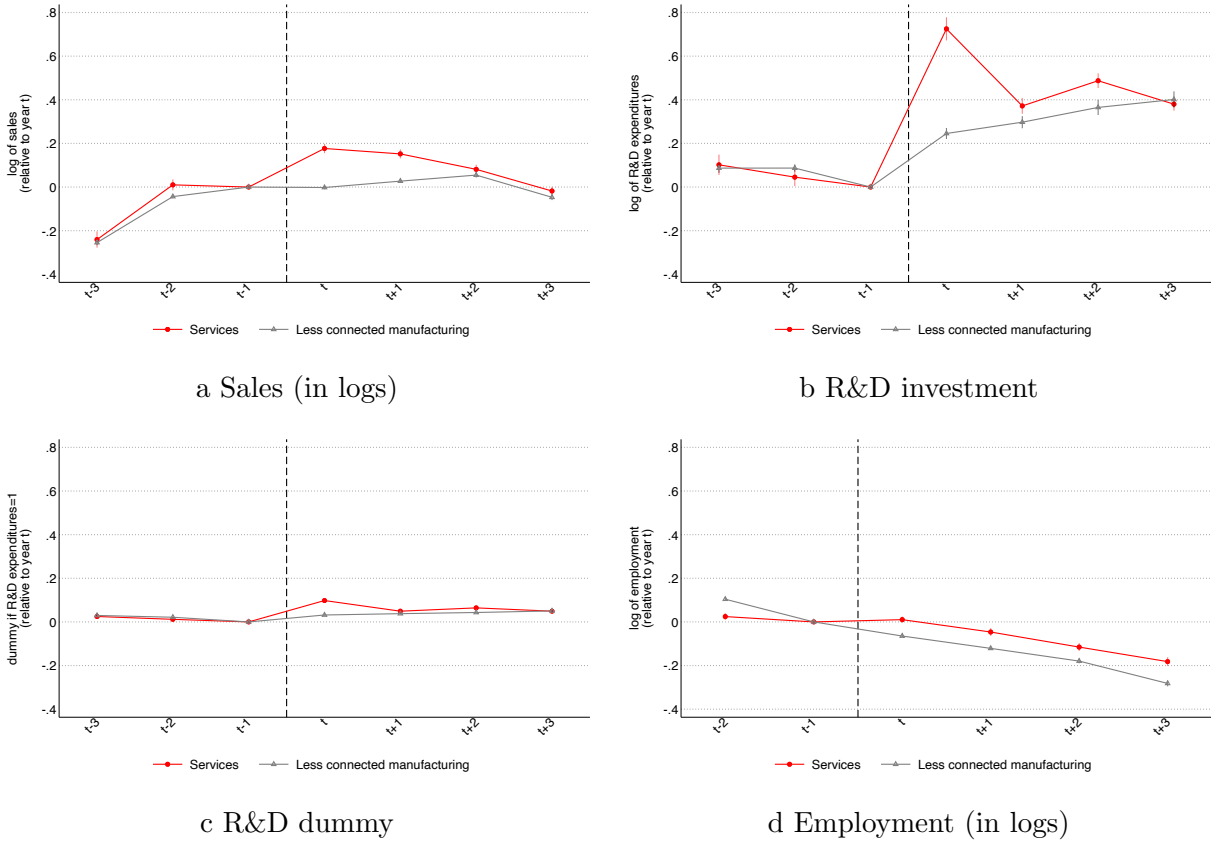 log of sales
(relative to year t)
.8
.6
.4
.2
0
-.2
-.4
t-3
t-2
t-1
t
t+1
t+2
t+3
Services
Less connected manufacturing
a Sales (in logs)
log of R&D expenditures
(relative to year t)
.8
.6
.4
.2
0
-.2
-.4
t-3
t-2
t-1
t
t+1
t+2
t+3
Services
Less connected manufacturing
b R&D investment
dummy if R&D expenditures=1
(relative to year t)
.8
.6
.4
.2
0
-.2
-.4
t-3
t-2
t-1
t
t+1
t+2
t+3
Services
Less connected manufacturing
c R&D dummy
log of employment
(relative to year t)
.8
.6
.4
.2
0
-.2
-.4
t-2
t-1
t
t+1
t+2
t+3
Services
Less connected manufacturing
d Employment (in logs)